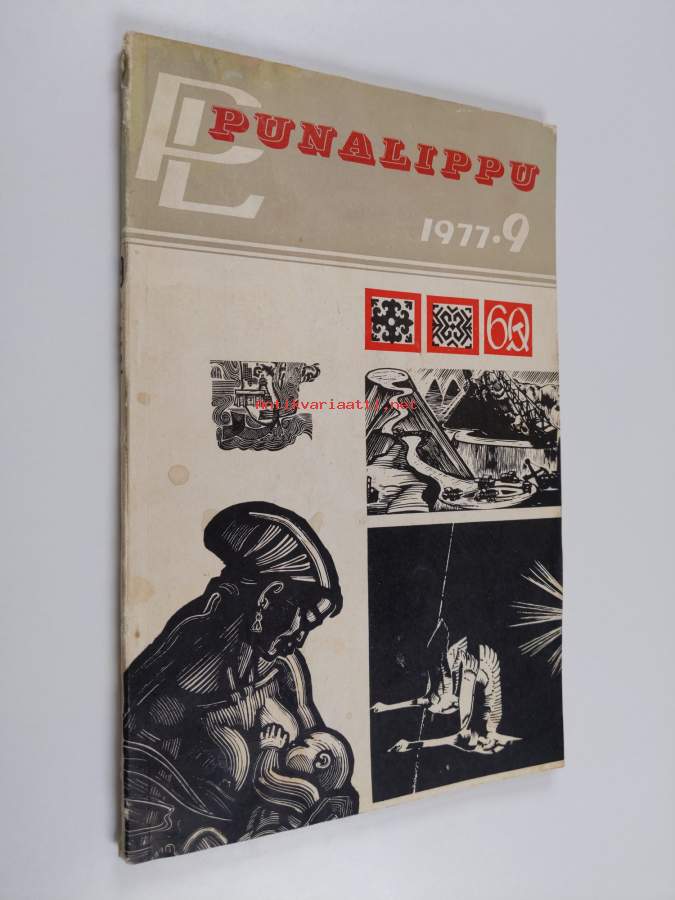 PL
PUNALIPPU
1977·9
60
antikvariaatti.net